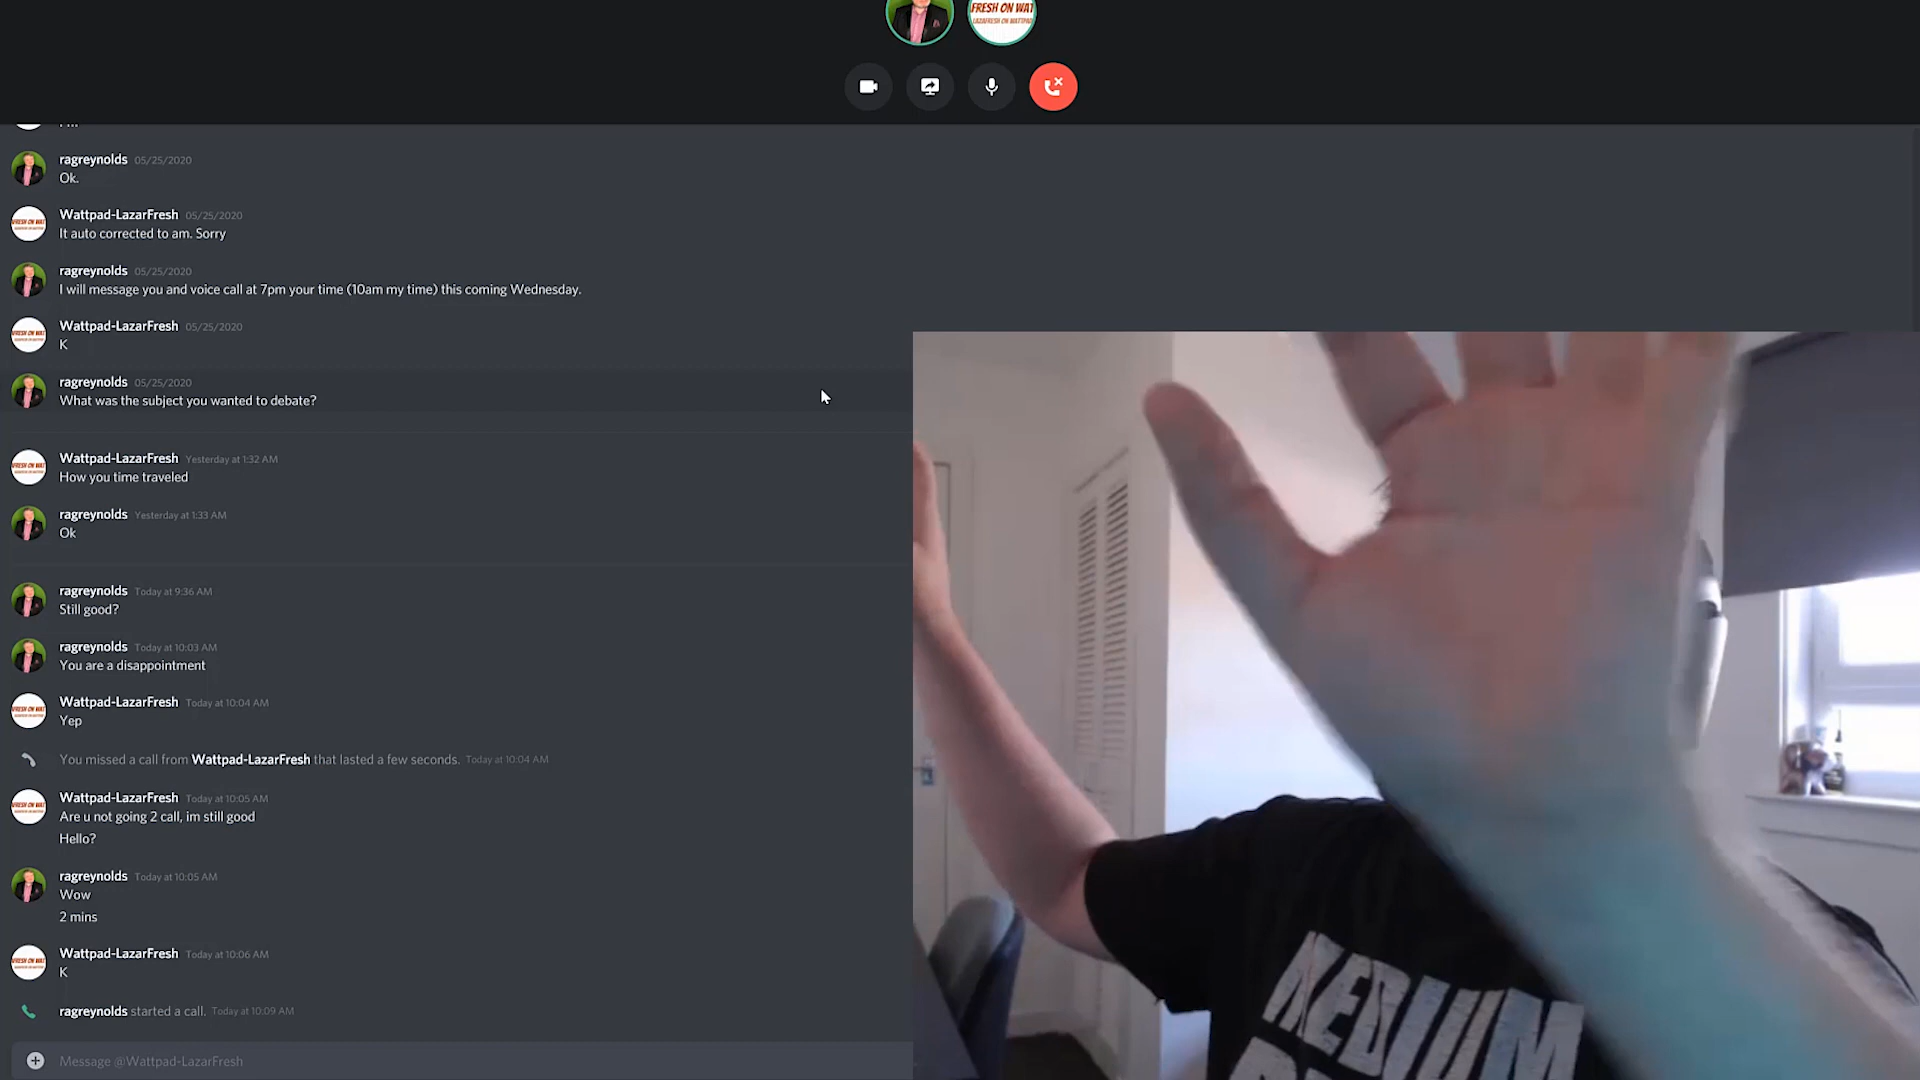 FRESH ON WAT
LAZARFRESH ON WATTPAD
ragreynolds 05/25/2020
Ok.
Wattpad-LazarFresh 05/25/2020
It auto corrected to am. Sorry
ragreynolds 05/25/2020
I will message you and voice call at 7pm your time (10am my time) this coming Wednesday.
Wattpad-LazarFresh 05/25/2020
K
ragreynolds 05/25/2020
What was the subject you wanted to debate?
Wattpad-LazarFresh Yesterday at 1:32 AM
How you time traveled
ragreynolds Yesterday at 1:33 AM
Ok
ragreynolds Today at 9:36 AM
Still good?
ragreynolds Today at 10:03 AM
You are a disappointment
Wattpad-LazarFresh Today at 10:04 AM
Yep
You missed a call from Wattpad-LazarFresh that lasted a few seconds. Today at 10:04 AM
Wattpad-LazarFresh Today at 10:05 AM
Are u not going 2 call, im still good
Hello?
ragreynolds Today at 10:05 AM
Wow
2 mins
Wattpad-LazarFresh Today at 10:06 AM
K
ragreynolds started a call. Today at 10:09 AM
Message @Wattpad-LazarFresh
MEDIUM